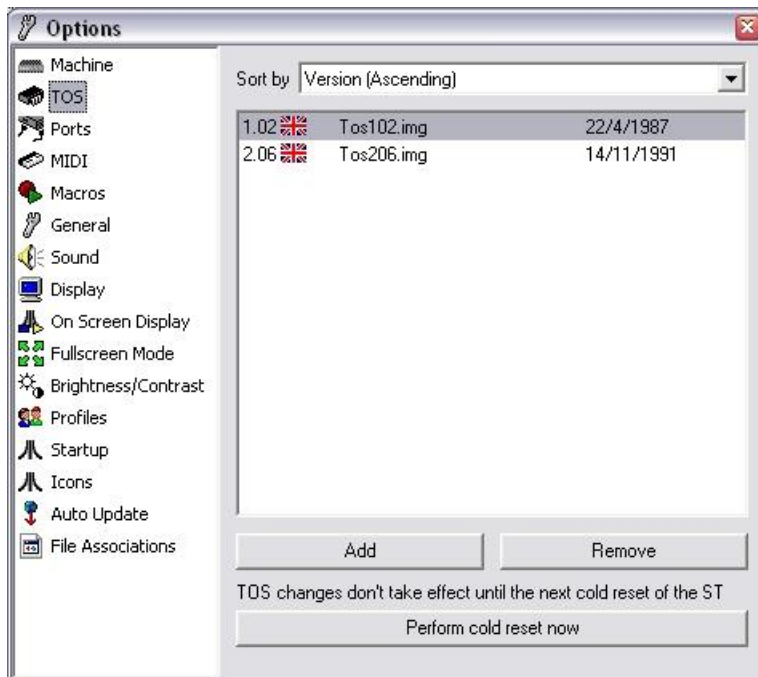 Options
Machine
TOS
Ports
MIDI
Macros
General
Sound
Display
On Screen Display
Fullscreen Mode
Brightness/Contrast
Profiles
Startup
Icons
Auto Update
File Associations
Sort by Version (Ascending)
1.02 Tos102.img 22/4/1987
2.06 Tos206.img 14/11/1991
Add Remove
TOS changes don't take effect until the next cold reset of the ST
Perform cold reset now